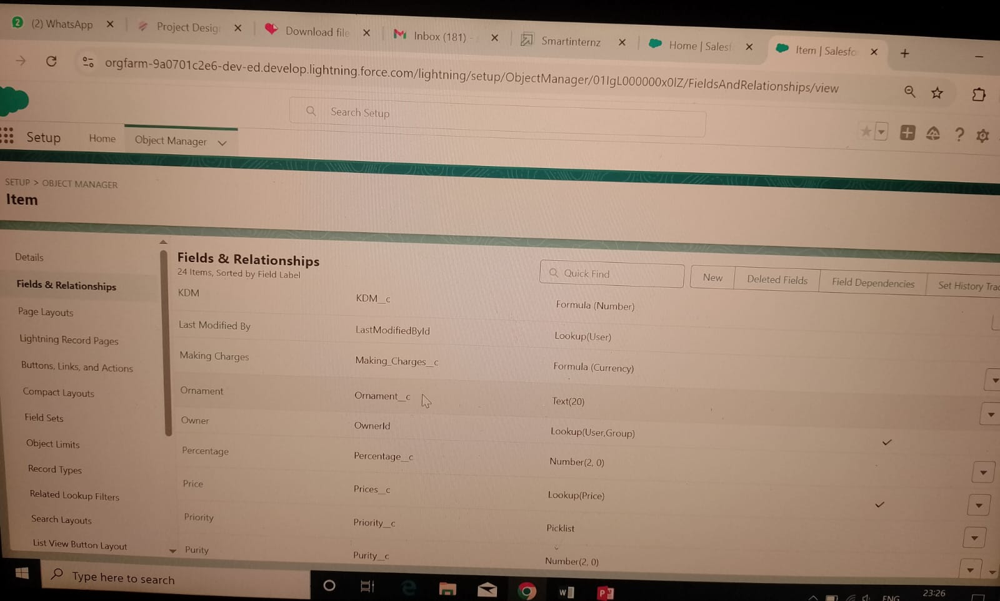 2 (2) WhatsApp
Project Desig
Download file
Inbox (181) -
Smartinternz
Home | Salesf
Item | Salesfo
orgfarm-9a0701c2e6-dev-ed.develop.lightning.force.com/lightning/setup/ObjectManager/01IgL000000x0lZ/FieldsAndRelationships/view
Search Setup
Setup
Home
Object Manager
SETUP > OBJECT MANAGER
Item
Details
Fields & Relationships
Page Layouts
Lightning Record Pages
Buttons, Links, and Actions
Compact Layouts
Field Sets
Object Limits
Record Types
Related Lookup Filters
Search Layouts
List View Button Layout
Fields & Relationships
24 Items, Sorted by Field Label
Quick Find
New
Deleted Fields
Field Dependencies
Set History Trac
KDM KDM__c Formula (Number)
Last Modified By LastModifiedById Lookup(User)
Making Charges Making_Charges__c Formula (Currency)
Ornament Ornament__c Text(20)
Owner OwnerId Lookup(User,Group)
Percentage Percentage__c Number(2, 0)
Price Prices__c Lookup(Price)
Priority Priority__c Picklist
Purity Purity__c Number(2, 0)
Type here to search
ENG
23:26